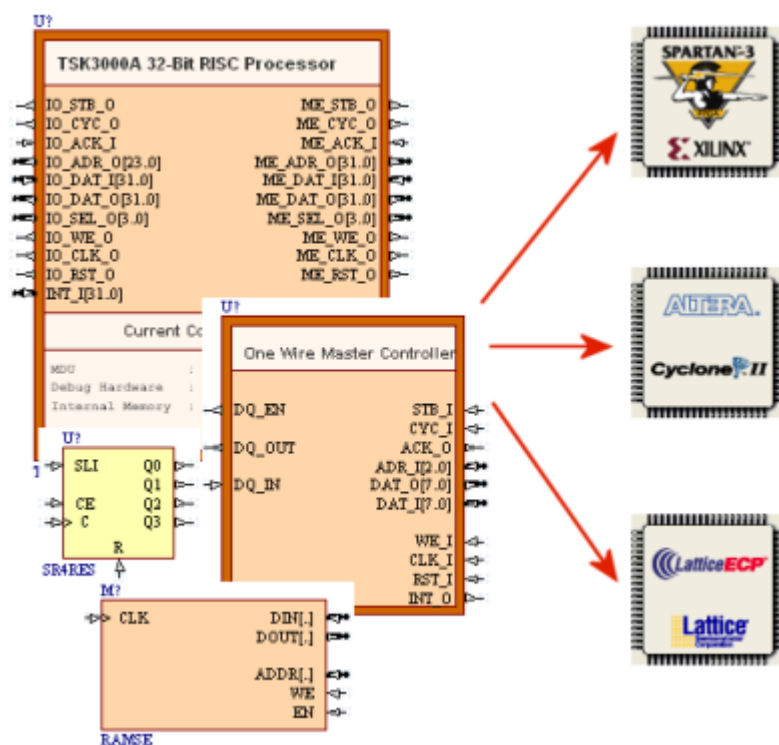 U?
TSK3000A 32-Bit RISC Processor
IO_STB_O ME_STB_O
IO_CYC_O ME_CYC_O
IO_ACK_I ME_ACK_I
IO_ADR_O[23..0] ME_ADR_O[31..0]
IO_DAT_I[31..0] ME_DAT_I[31..0]
IO_DAT_O[31..0] ME_DAT_O[31..0]
IO_SEL_O[3..0] ME_SEL_O[3..0]
IO_WE_O ME_WE_O
IO_CLK_O ME_CLK_O
IO_RST_O ME_RST_O
INT_I[31..0]
Current Co
MDU :
Debug Hardware :
Internal Memory :
U?
One Wire Master Controller
DQ_EN STB_I
CYC_I
DQ_OUT ACK_O
ADR_I[2..0]
DQ_IN DAT_O[7..0]
DAT_I[7..0]
WE_I
CLK_I
RST_I
INT_O
U?
SLI Q0
Q1
CE Q2
C Q3
R
SR4RES
M?
CLK DIN[..]
DOUT[..]
ADDR[..]
WE
EN
RAMSE
SPARTAN-3
XILINX
ALTERA
Cyclone II
LatticeECP
Lattice
Semiconductor
Corporation